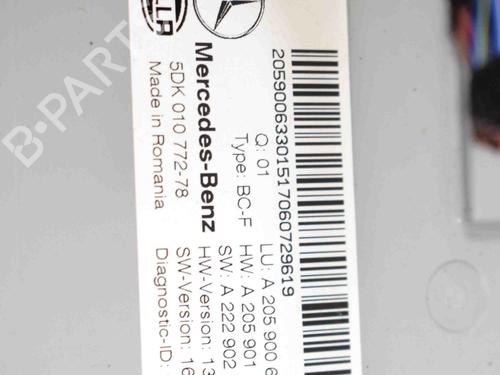 B-PARTS
Mercedes-Benz
5DK 010 772-78
Made in Romania
20590063301517060729619
Q: 01
Type: BC-F
LU: A 205 900 6
HW: A 205 901
SW: A 222 902
HW-Version: 13
SW-Version: 16
Diagnostic-ID: